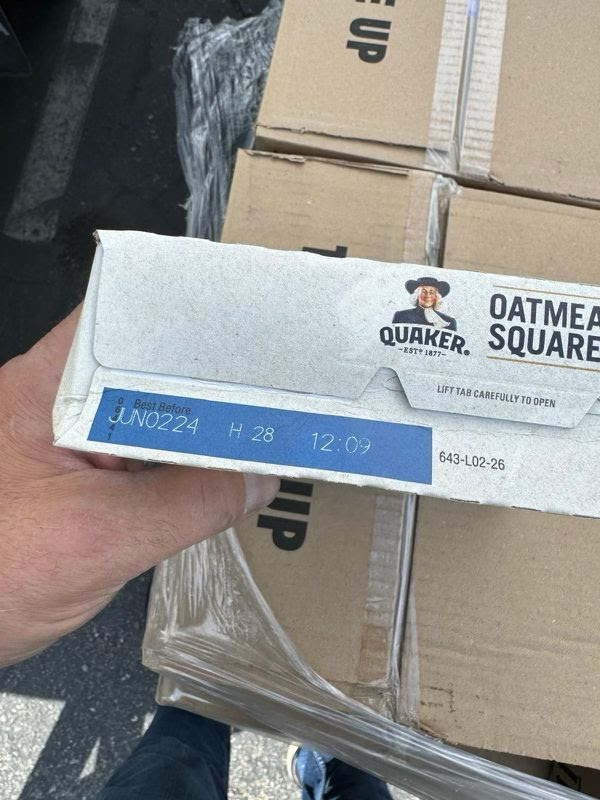 UP
QUAKER
-ESTD 1877-
OATMEA
SQUARE
LIFT TAB CAREFULLY TO OPEN
Best Before
JUN0224 H 28 12:09
643-L02-26
UP